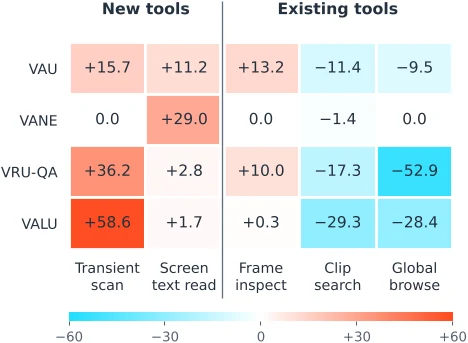 New tools Existing tools
VAU +15.7 +11.2 +13.2 −11.4 −9.5
VANE 0.0 +29.0 0.0 −1.4 0.0
VRU-QA +36.2 +2.8 +10.0 −17.3 −52.9
VALU +58.6 +1.7 +0.3 −29.3 −28.4
Transient Screen Frame Clip Global
scan text read inspect search browse
−60 −30 0 +30 +60